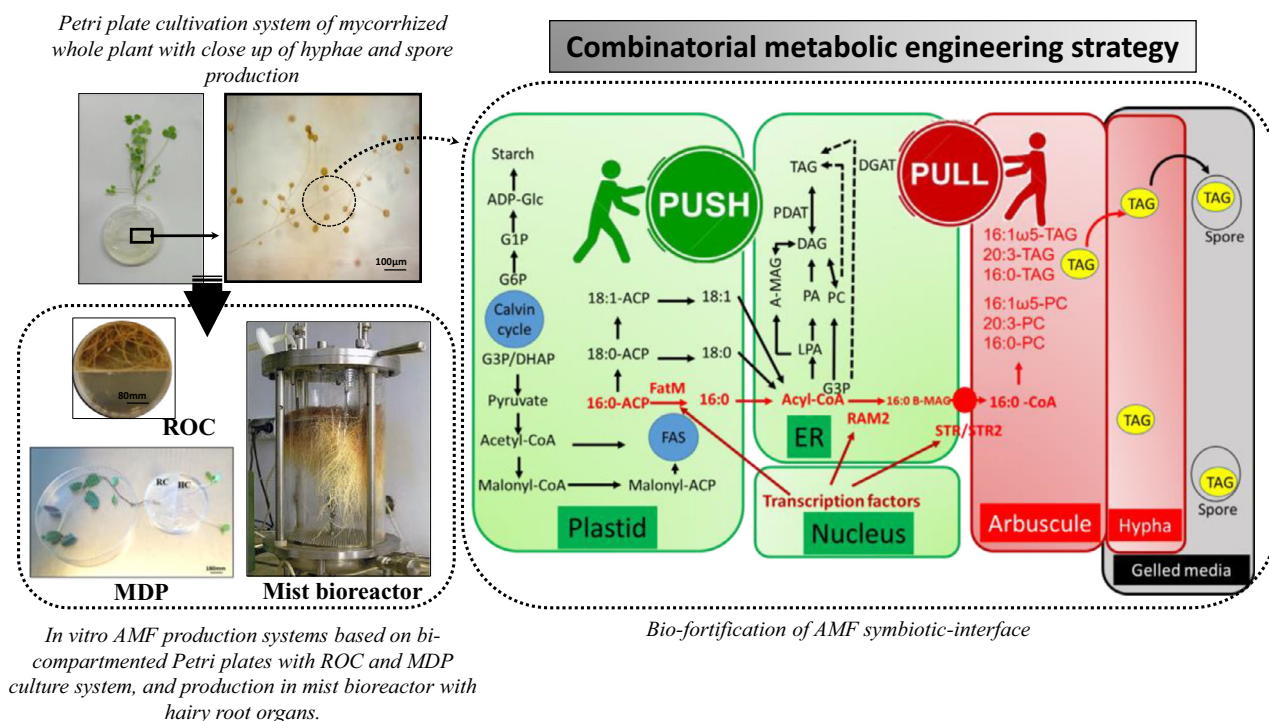 Petri plate cultivation system of mycorrhized
whole plant with close up of hyphae and spore
production
100µm
80mm
ROC
RC
HC
180mm
MDP
Mist bioreactor
In vitro AMF production systems based on bi-
compartmented Petri plates with ROC and MDP
culture system, and production in mist bioreactor with
hairy root organs.
Combinatorial metabolic engineering strategy
Starch
ADP-Glc
G1P
G6P
Calvin
cycle
G3P/DHAP
Pyruvate
Acetyl-CoA
Malonyl-CoA
Malonyl-ACP
FAS
PUSH
18:1-ACP
18:1
18:0-ACP
18:0
FatM
16:0-ACP
16:0
Plastid
TAG
DGAT
PDAT
DAG
A-MAG
PA
PC
LPA
G3P
Acyl-CoA
16:0 B-MAG
RAM2
ER
STR/STR2
Transcription factors
Nucleus
PULL
16:1ω5-TAG
20:3-TAG
16:0-TAG
TAG
16:1ω5-PC
20:3-PC
16:0-PC
16:0 -CoA
Arbuscule
TAG
TAG
Hypha
TAG
Spore
TAG
Spore
Gelled media
Bio-fortification of AMF symbiotic-interface